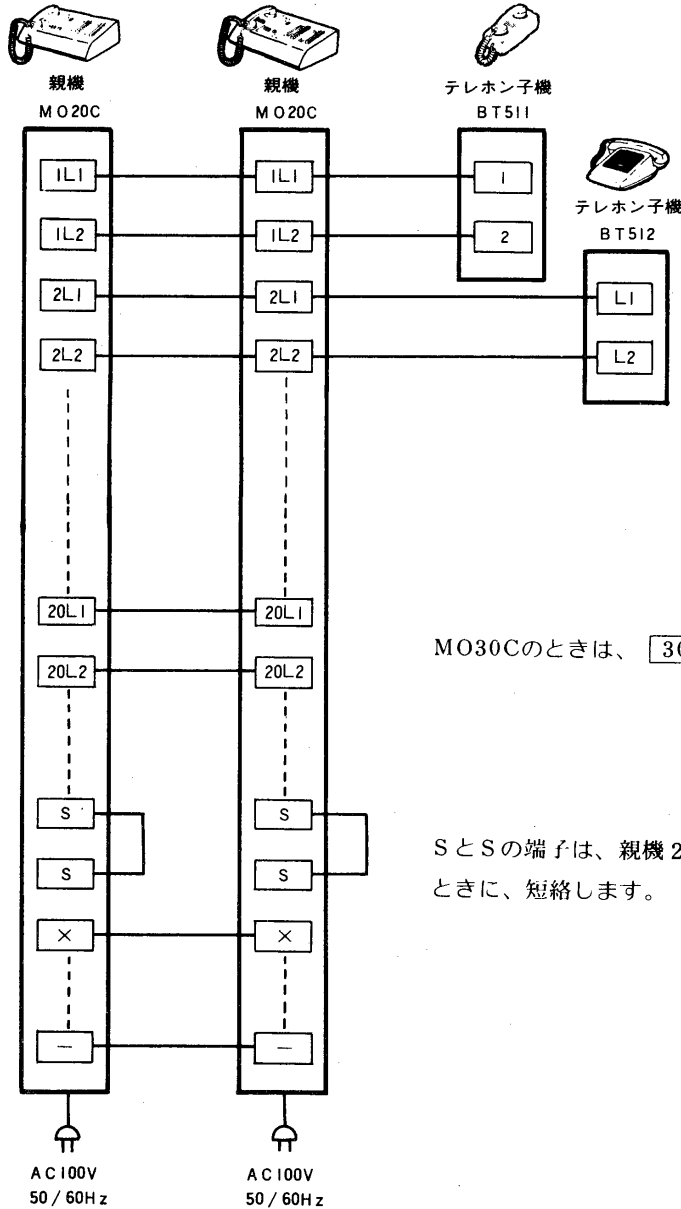 親機
MO20C
親機
MO20C
テレホン子機
BT511
テレホン子機
BT512
1L1
1L1
1
1L2
1L2
2
2L1
2L1
L1
2L2
2L2
L2
20L1
20L1
20L2
20L2
MO30Cのときは、
S
S
SとSの端子は、親機2
ときに、短絡します。
S
S
×
×
−
−
AC100V
50/60Hz
AC100V
50/60Hz